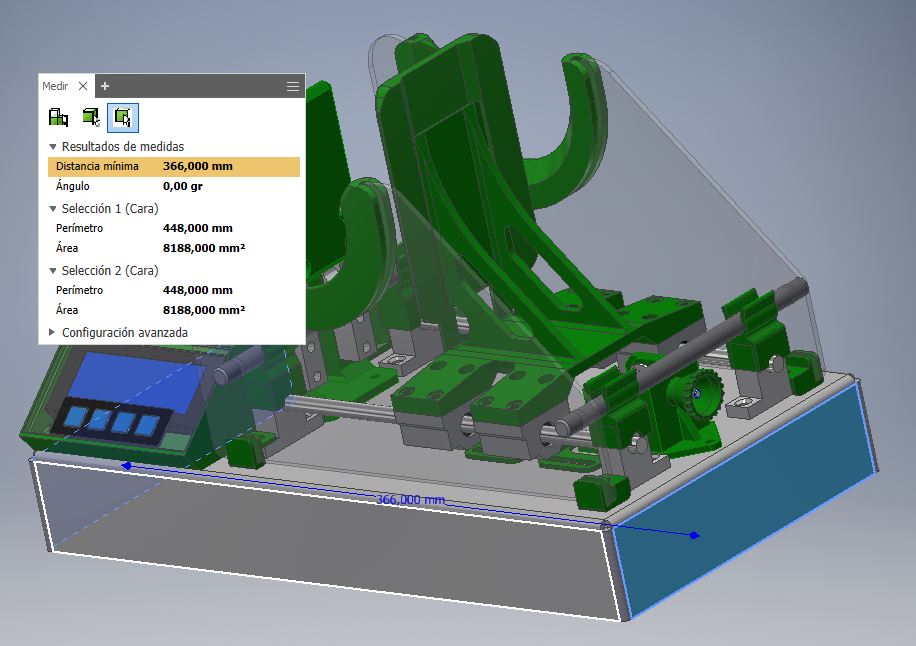 Medir
Resultados de medidas
Distancia mínima 366,000 mm
Ángulo 0,00 gr
Selección 1 (Cara)
Perímetro 448,000 mm
Área 8188,000 mm²
Selección 2 (Cara)
Perímetro 448,000 mm
Área 8188,000 mm²
Configuración avanzada
366,000 mm